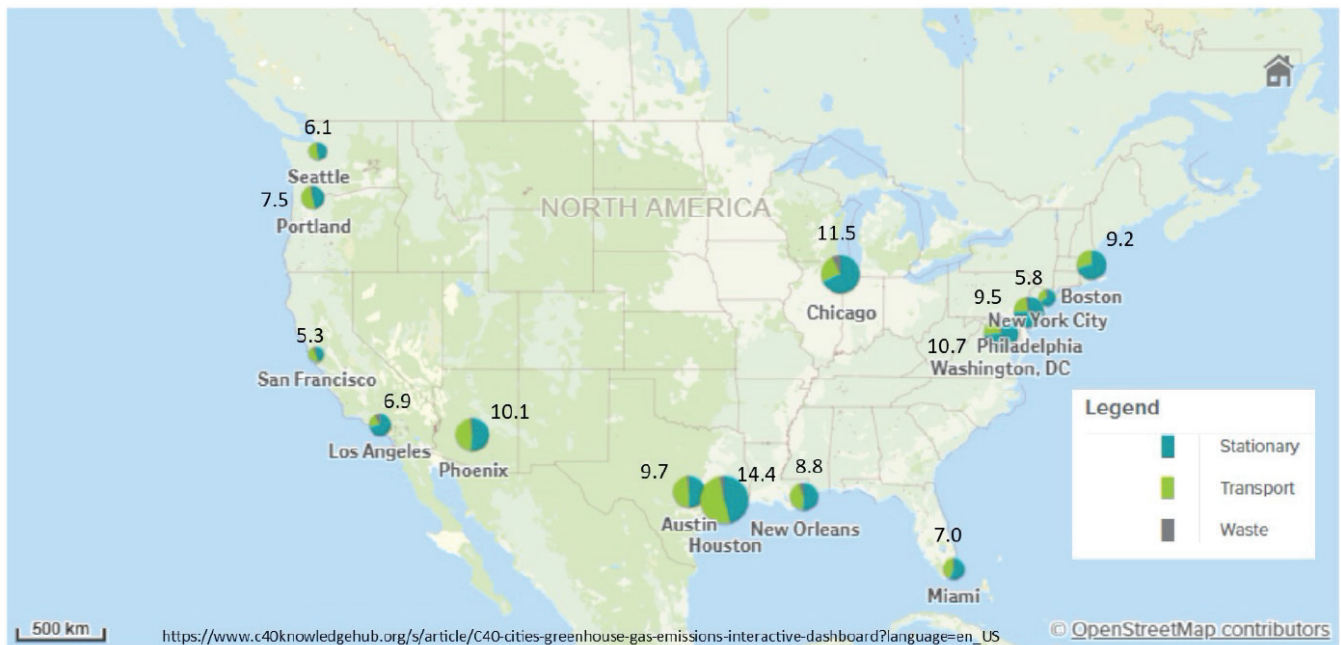 6.1
Seattle
7.5
Portland
NORTH AMERICA
11.5
Chicago
9.2
5.8
Boston
9.5
New York City
10.7
Philadelphia
Washington, DC
5.3
San Francisco
6.9
Los Angeles
10.1
Phoenix
9.7
Austin
14.4
Houston
8.8
New Orleans
7.0
Miami
Legend
Stationary
Transport
Waste
500 km
https://www.c40knowledgehub.org/s/article/C40-cities-greenhouse-gas-emissions-interactive-dashboard?language=en_US
© OpenStreetMap contributors